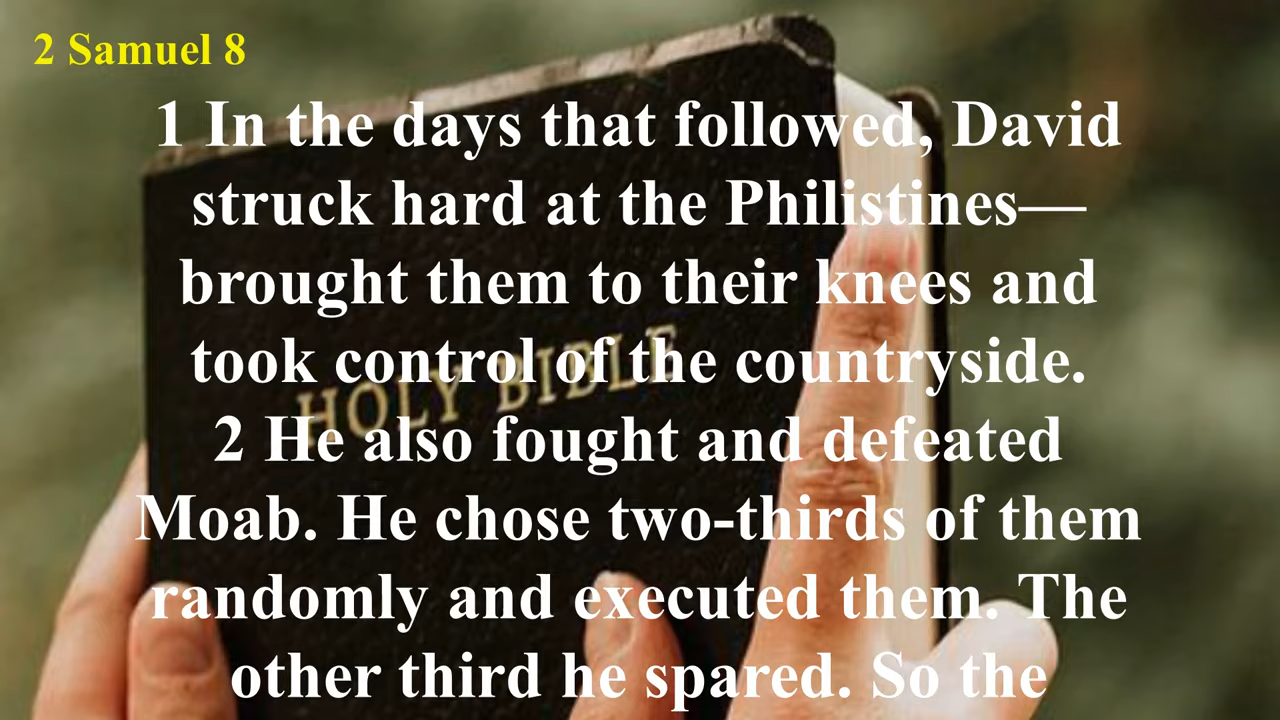 2 Samuel 8
1 In the days that followed, David
struck hard at the Philistines—
brought them to their knees and
took control of the countryside.
HOLY BIBLE
2 He also fought and defeated
Moab. He chose two-thirds of them
randomly and executed them. The
other third he spared. So the